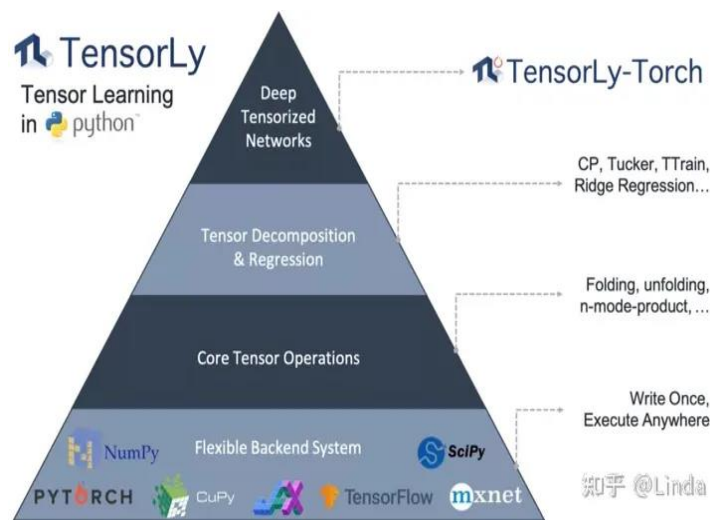 TensorLy
Tensor Learning
in python
TensorLy-Torch
Deep
Tensorized
Networks
CP, Tucker, TTrain,
Ridge Regression...
Tensor Decomposition
& Regression
Folding, unfolding,
n-mode-product, ...
Core Tensor Operations
Write Once,
Execute Anywhere
Flexible Backend System
NumPy
SciPy
PYTORCH
CuPy
TensorFlow
mxnet
知乎 @Linda